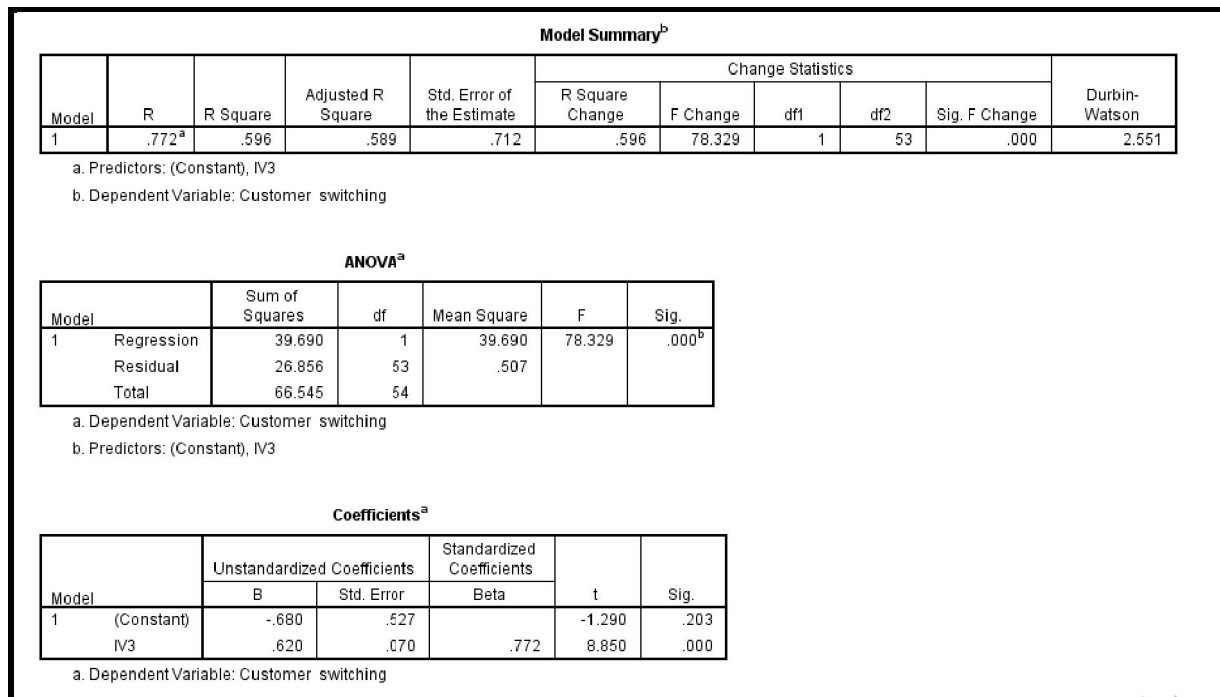 Model Summaryb
Change Statistics
Model R R Square Adjusted R Square Std. Error of the Estimate R Square Change F Change df1 df2 Sig. F Change Durbin-Watson
1 .772a .596 .589 .712 .596 78.329 1 53 .000 2.551
a. Predictors: (Constant), IV3
b. Dependent Variable: Customer switching
ANOVAa
Model Sum of Squares df Mean Square F Sig.
1 Regression 39.690 1 39.690 78.329 .000b
Residual 26.856 53 .507
Total 66.545 54
a. Dependent Variable: Customer switching
b. Predictors: (Constant), IV3
Coefficientsa
Unstandardized Coefficients Standardized Coefficients
Model B Std. Error Beta t Sig.
1 (Constant) -.680 .527 -1.290 .203
IV3 .620 .070 .772 8.850 .000
a. Dependent Variable: Customer switching